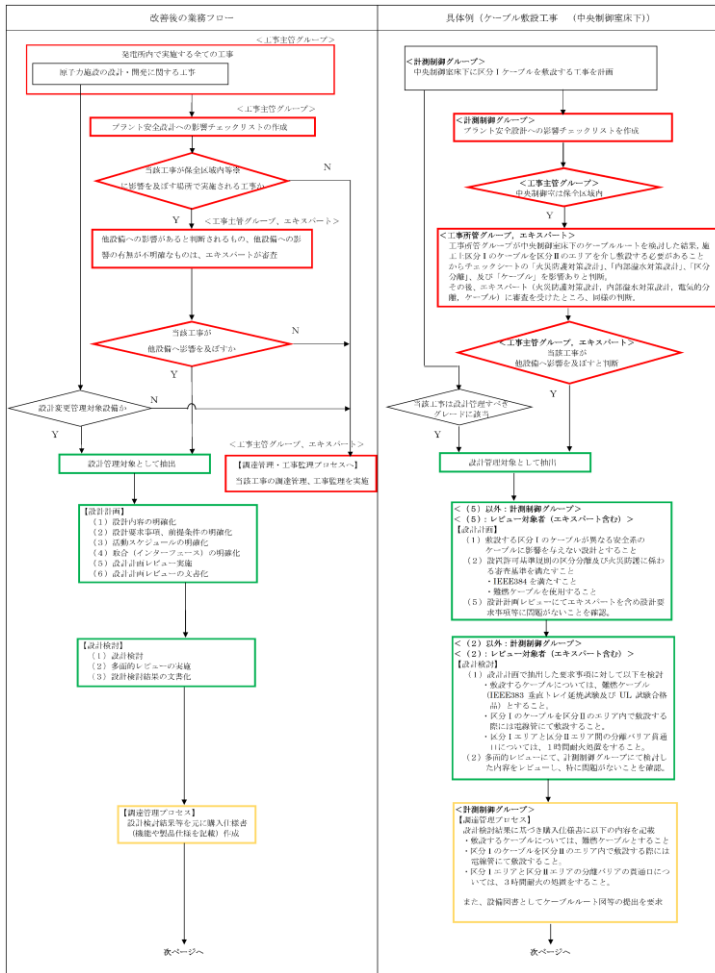 改善後の業務フロー
＜工事主管グループ＞
発電所内で実施する全ての工事
原子力施設の設計・開発に関する工事
＜工事主管グループ＞
プラント安全設計への影響チェックリストの作成
当該工事が保全区域内等※
に影響を及ぼす場所で実施される工事か
N
Y
＜工事主管グループ、エキスパート＞
他設備への影響があると判断されるもの、他設備への影
響の有無が不明確なものは、エキスパートが審査
当該工事が
他設備へ影響を及ぼすか
N
Y
設計変更管理対象設備か
N
Y
＜工事主管グループ、エキスパート＞
【調達管理・工事監理プロセスへ】
当該工事の調達管理、工事監理を実施
設計管理対象として抽出
【設計計画】
（1）設計内容の明確化
（2）設計要求事項、前提条件の明確化
（3）活動スケジュールの明確化
（4）取合（インターフェース）の明確化
（5）設計計画レビュー実施
（6）設計計画レビューの文書化
【設計検討】
（1）設計検討
（2）多面的レビューの実施
（3）設計検討結果の文書化
【調達管理プロセス】
設計検討結果等を元に購入仕様書
（機能や製品仕様を記載）作成
次ページへ
具体例（ケーブル敷設工事　（中央制御室床下））
＜計測制御グループ＞
中央制御室床下に区分Ⅰケーブルを敷設する工事を計画
＜計測制御グループ＞
プラント安全設計への影響チェックリストを作成
＜工事主管グループ＞
中央制御室は保全区域内
＜工事所管グループ、エキスパート＞
工事所管グループが中央制御室床下のケーブルルートを検討した結果、施
工上区分Ⅰのケーブルを区分Ⅱのエリアを介し敷設する必要があること
からチェックシートの「火災防護対策設計」、「内部溢水対策設計」、「区分
分離」、及び「ケーブル」を影響ありと判断。
その後、エキスパート（火災防護対策設計、内部溢水対策設計、電気的分
離、ケーブル）に審査を受けたところ、同様の判断。
＜工事主管グループ、エキスパート＞
当該工事が
他設備へ影響を及ぼすと判断
当該工事は設計管理すべき
グレードに該当
Y
Y
設計管理対象として抽出
＜（5）以外：計測制御グループ＞
＜（5）：レビュー対象者（エキスパート含む）＞
【設計計画】
（1）敷設する区分Ⅰのケーブルが異なる安全系の
ケーブルに影響を与えない設計とすること
（2）設置許可基準規則の区分分離及び火災防護に係わ
る審査基準を満たすこと
・IEEE384を満たすこと
・難燃ケーブルを使用すること
（5）設計計画レビューにてエキスパートを含め設計要
求事項等に問題がないことを確認。
＜（2）以外：計測制御グループ＞
＜（2）：レビュー対象者（エキスパート含む）＞
【設計検討】
（1）設計計画で抽出した要求事項に対して以下を検討
・敷設するケーブルについては、難燃ケーブル
（IEEE383 垂直トレイ延焼試験及び UL 試験合格
品）とすること。
・区分Ⅰのケーブルを区分Ⅱのエリア内で敷設する
際には電線管にて敷設すること。
・区分Ⅰエリアと区分Ⅱエリア間の分離バリア貫通
口については、1時間耐火処置をすること。
（2）多面的レビューにて、計測制御グループにて検討し
た内容をレビューし、特に問題がないことを確認。
＜計測制御グループ＞
【調達管理プロセス】
設計検討結果に基づき購入仕様書に以下の内容を記載
・敷設するケーブルについては、難燃ケーブルとすること
・区分Ⅰのケーブルを区分Ⅱのエリア内で敷設する際には
電線管にて敷設すること。
・区分Ⅰエリアと区分Ⅱエリアの分離バリアの貫通口につ
いては、3時間耐火の処置をすること。
また、設備図書としてケーブルルート図等の提出を要求
次ページへ